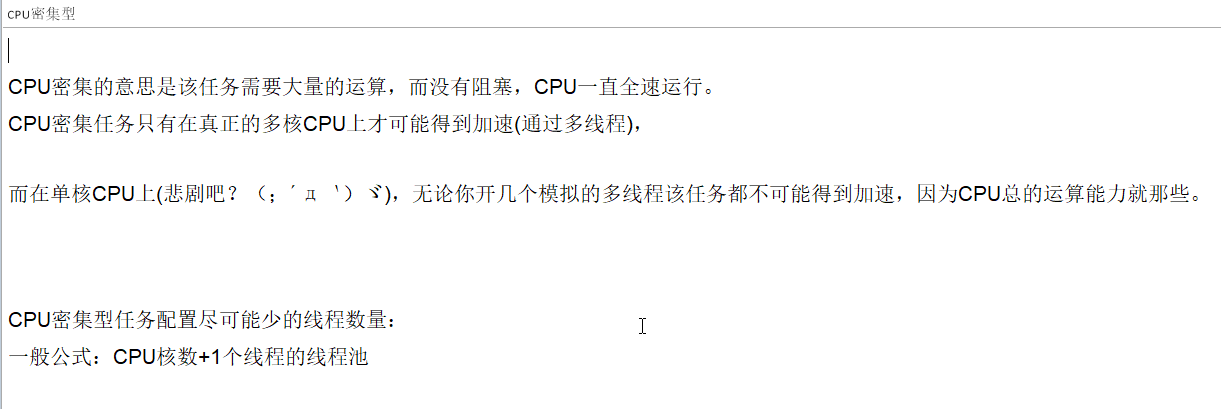 CPU密集型
CPU密集的意思是该任务需要大量的运算，而没有阻塞，CPU一直全速运行。
CPU密集任务只有在真正的多核CPU上才可能得到加速(通过多线程)，
而在单核CPU上(悲剧吧？（；´д｀）ゞ)，无论你开几个模拟的多线程该任务都不可能得到加速，因为CPU总的运算能力就那些。
CPU密集型任务配置尽可能少的线程数量：
一般公式：CPU核数+1个线程的线程池